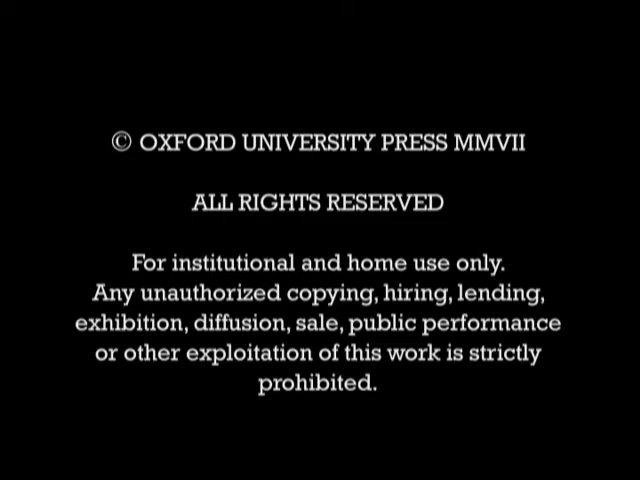 © OXFORD UNIVERSITY PRESS MMVII
ALL RIGHTS RESERVED
For institutional and home use only.
Any unauthorized copying, hiring, lending,
exhibition, diffusion, sale, public performance
or other exploitation of this work is strictly
prohibited.